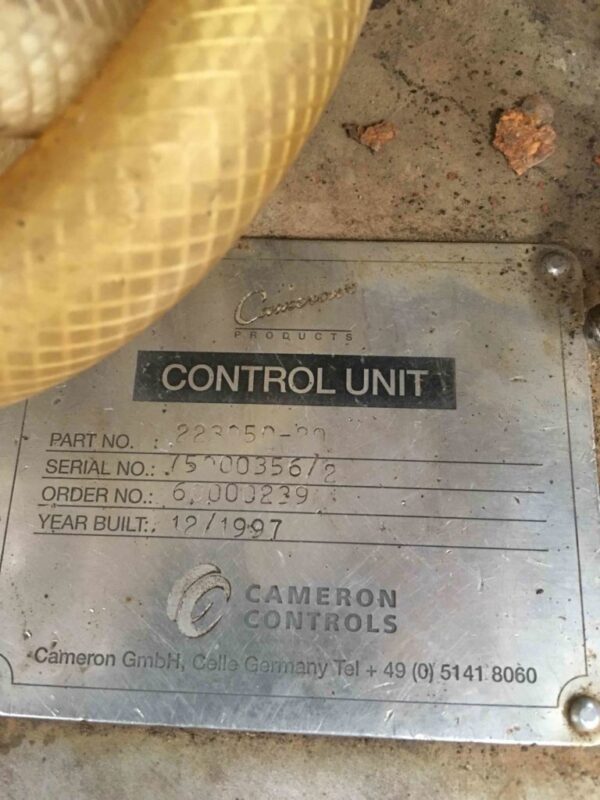 Cameron
PRODUCTS
CONTROL UNIT
PART NO. :
SERIAL NO.:
ORDER NO.:
YEAR BUILT: 12/1997
CAMERON
CONTROLS
Cameron GmbH, Celle Germany Tel + 49 (0) 5141 8060